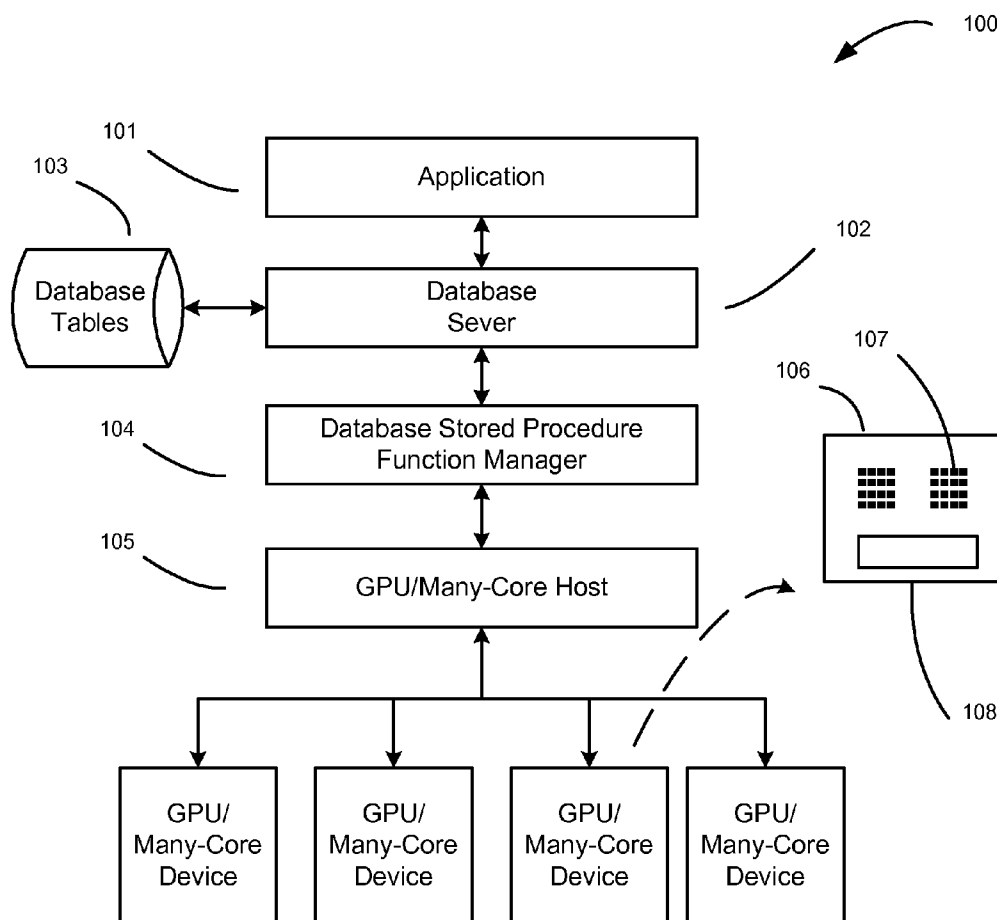 100
101
Application
103
102
Database
Tables
Database
Sever
107
106
104
Database Stored Procedure
Function Manager
105
GPU/Many-Core Host
108
GPU/
Many-Core
Device
GPU/
Many-Core
Device
GPU/
Many-Core
Device
GPU/
Many-Core
Device